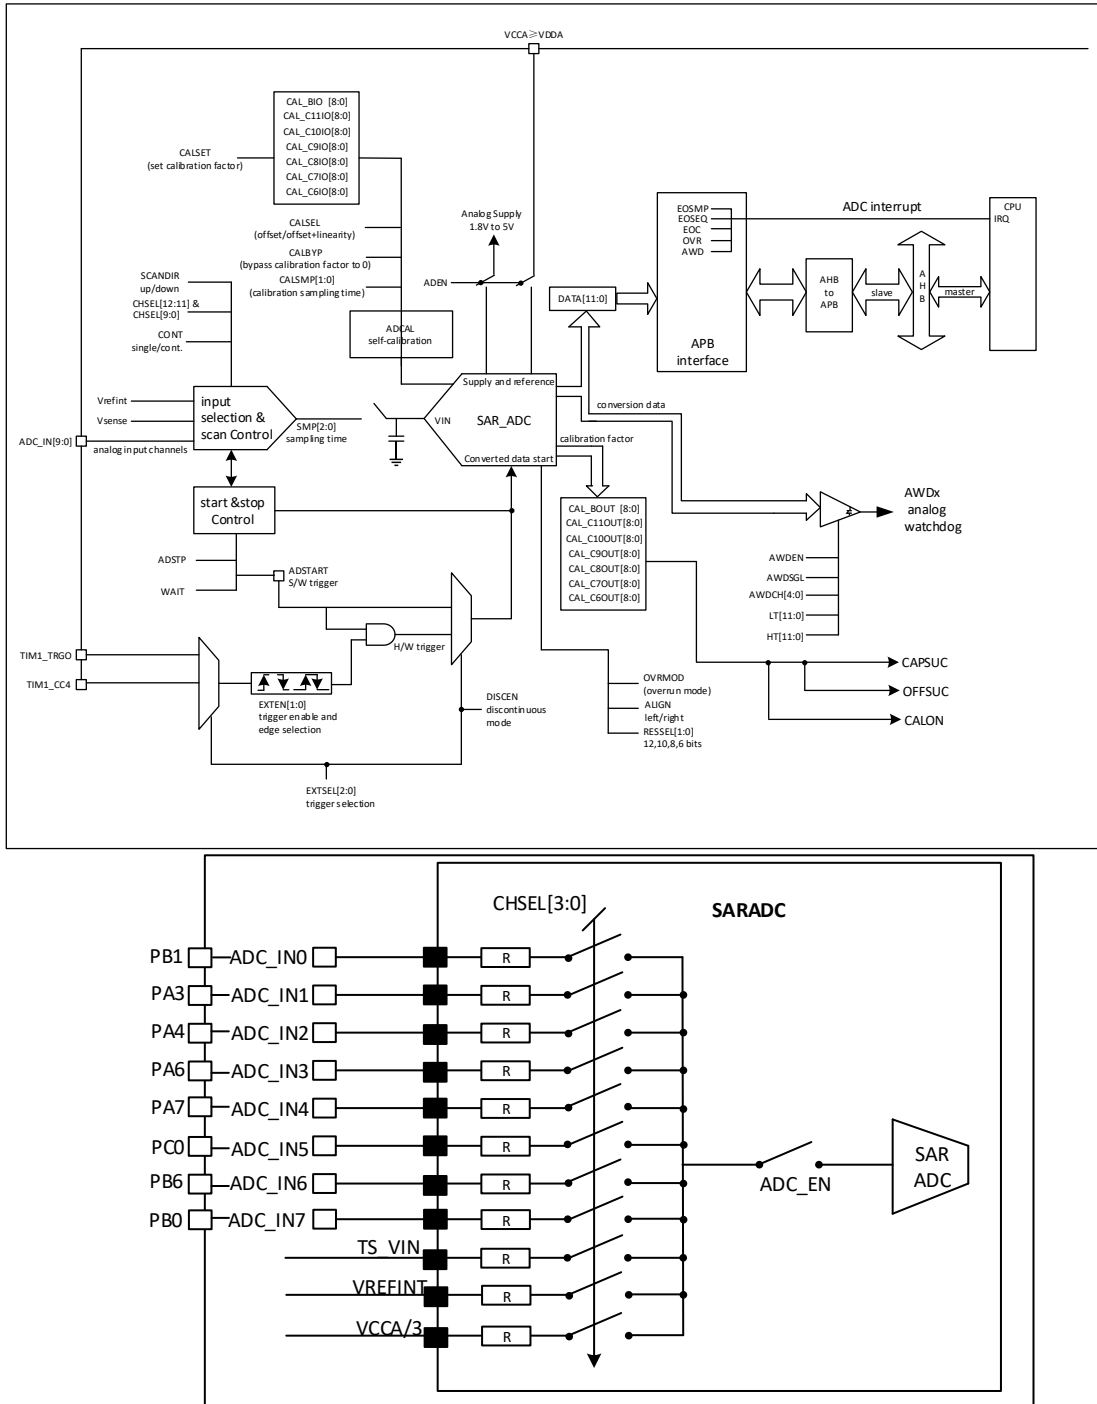 VCCA≥VDDA
CAL_BIO [8:0]
CAL_C11IO[8:0]
CAL_C10IO[8:0]
CAL_C9IO[8:0]
CAL_C8IO[8:0]
CAL_C7IO[8:0]
CAL_C6IO[8:0]
CALSET
(set calibration factor)
CALSEL
(offset/offset+linearity)
CALBYP
(bypass calibration factor to 0)
CALSMP[1:0]
(calibration sampling time)
Analog Supply
1.8V to 5V
ADEN
SCANDIR
up/down
CHSEL[12:11] &
CHSEL[9:0]
CONT
single/cont.
ADCAL
self-calibration
DATA[11:0]
EOSMP
EOSEQ
EOC
OVR
AWD
APB
interface
ADC interrupt
CPU
IRQ
AHB
to
APB
slave
A
H
B
master
Vrefint
Vsense
ADC_IN[9:0]
analog input channels
input
selection &
scan Control
SMP[2:0]
sampling time
Supply and reference
VIN
SAR_ADC
Converted data start
conversion data
calibration factor
start &stop
Control
ADSTP
WAIT
ADSTART
S/W trigger
CAL_BOUT [8:0]
CAL_C11OUT[8:0]
CAL_C10OUT[8:0]
CAL_C9OUT[8:0]
CAL_C8OUT[8:0]
CAL_C7OUT[8:0]
CAL_C6OUT[8:0]
AWDx
analog
watchdog
AWDEN
AWDSGL
AWDCH[4:0]
LT[11:0]
HT[11:0]
TIM1_TRGO
TIM1_CC4
H/W trigger
EXTEN[1:0]
trigger enable and
edge selection
DISCEN
discontinuous
mode
OVRMOD
(overrun mode)
ALIGN
left/right
RESSEL[1:0]
12,10,8,6 bits
CAPSUC
OFFSUC
CALON
EXTSEL[2:0]
trigger selection
CHSEL[3:0]
SARADC
PB1 ADC_IN0 R
PA3 ADC_IN1 R
PA4 ADC_IN2 R
PA6 ADC_IN3 R
PA7 ADC_IN4 R
PC0 ADC_IN5 R
PB6 ADC_IN6 R
PB0 ADC_IN7 R
TS_VIN R
VREFINT R
VCCA/3 R
ADC_EN
SAR
ADC